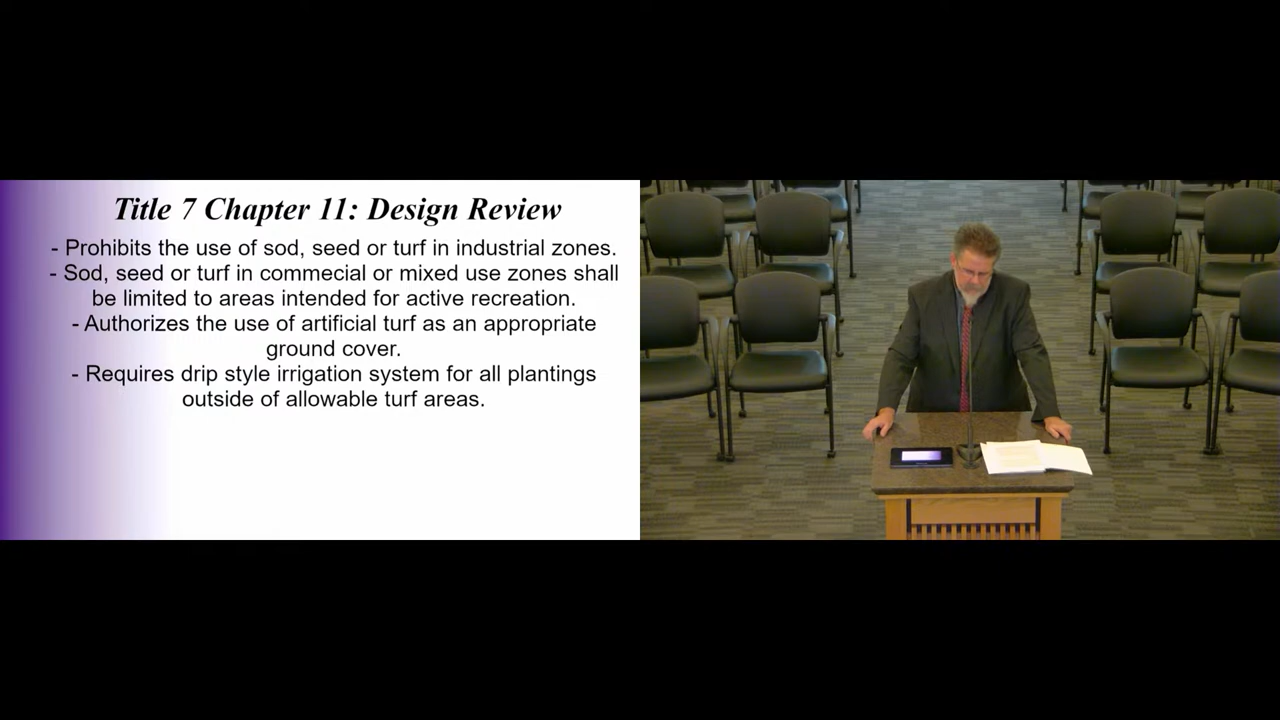 Title 7 Chapter 11: Design Review
- Prohibits the use of sod, seed or turf in industrial zones.
- Sod, seed or turf in commecial or mixed use zones shall
be limited to areas intended for active recreation.
- Authorizes the use of artificial turf as an appropriate
ground cover.
- Requires drip style irrigation system for all plantings
outside of allowable turf areas.